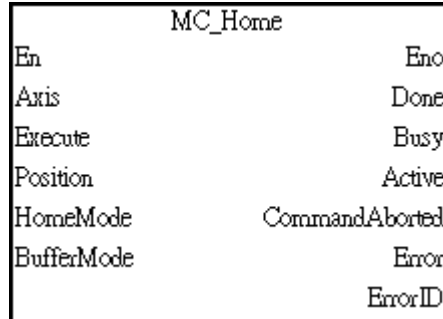 MC_Home
En Eno
Axis Done
Execute Busy
Position Active
HomeMode CommandAborted
BufferMode Error
ErrorID